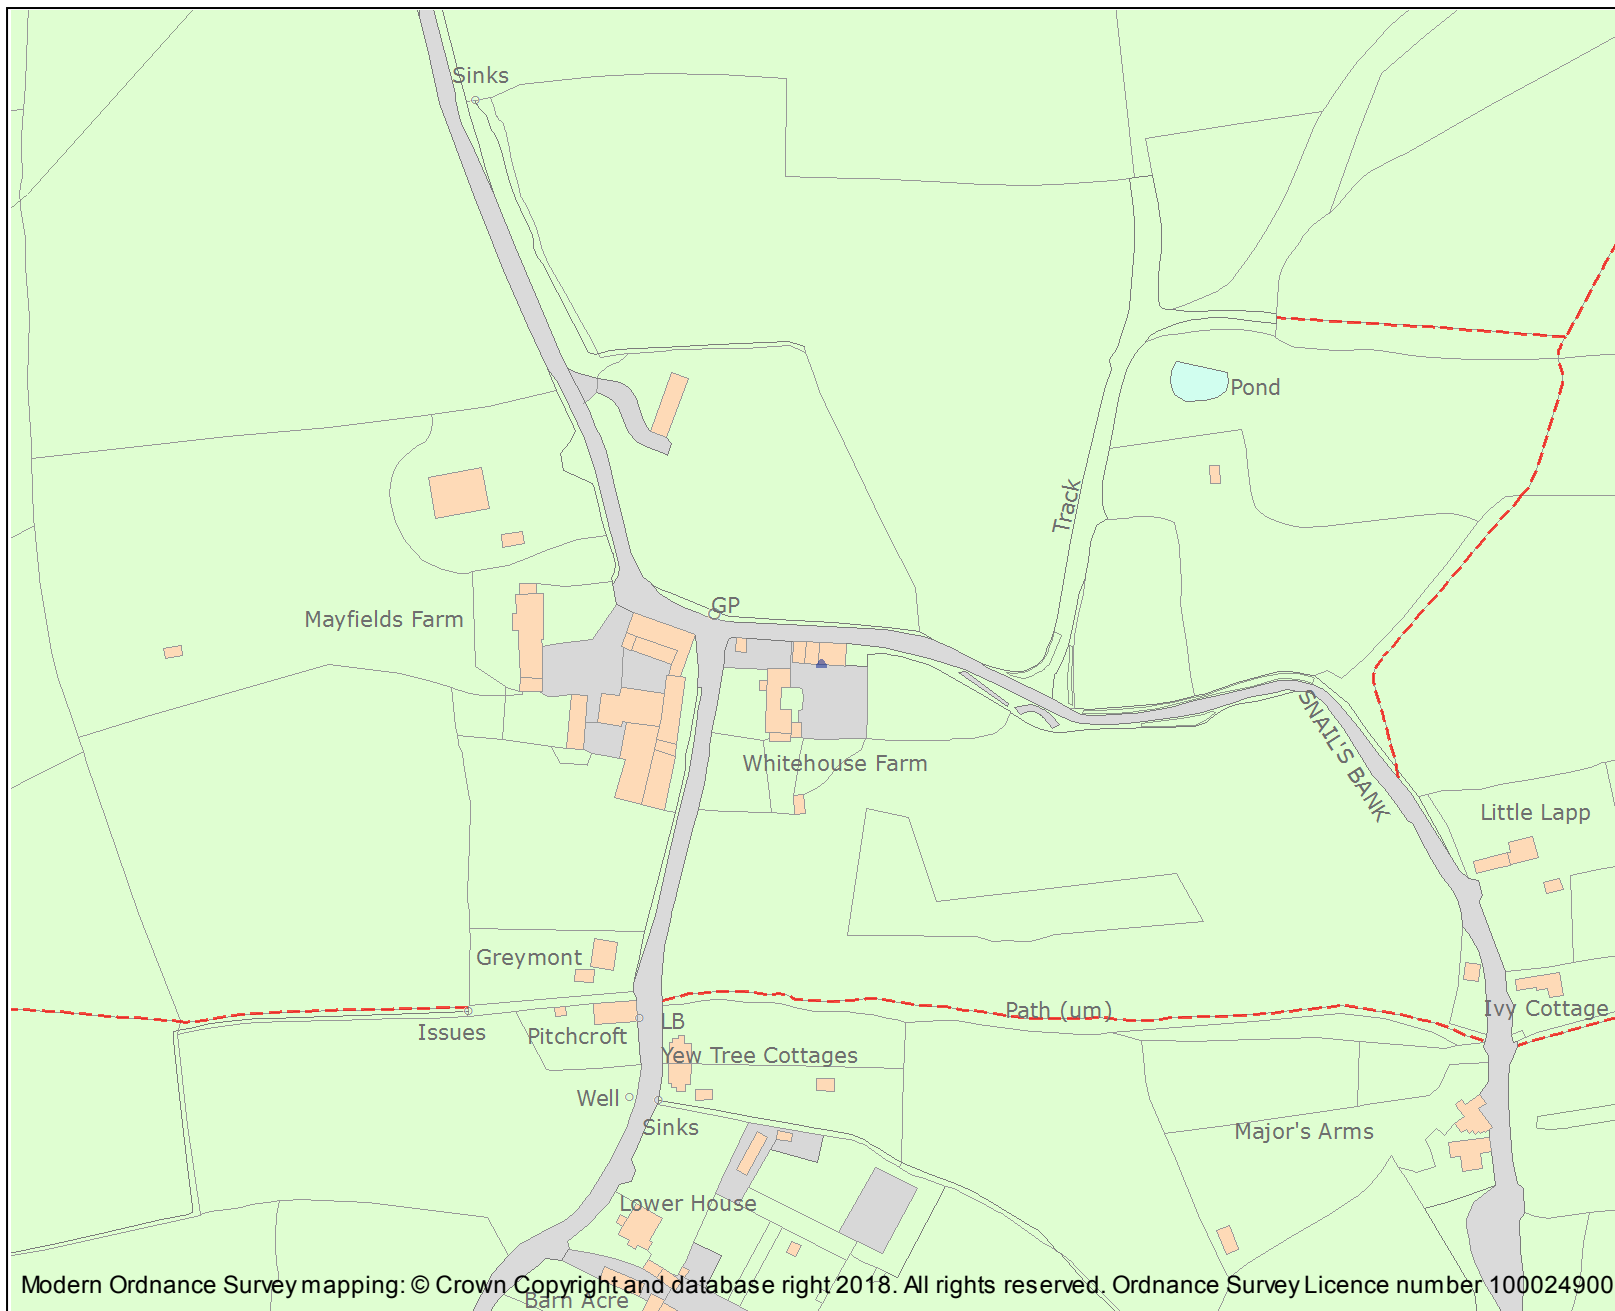 Sinks
Pond
Track
GP
Mayfields Farm
SNAIL'S BANK
Whitehouse Farm
Little Lapp
Greymont
Path (um)
Ivy Cottage
LB
Issues
Pitchcroft
Yew Tree Cottages
Well
Sinks
Major's Arms
Lower House
Modern Ordnance Survey mapping: © Crown Copyright and database right 2018. All rights reserved. Ordnance Survey Licence number 100024900
Barn Acre